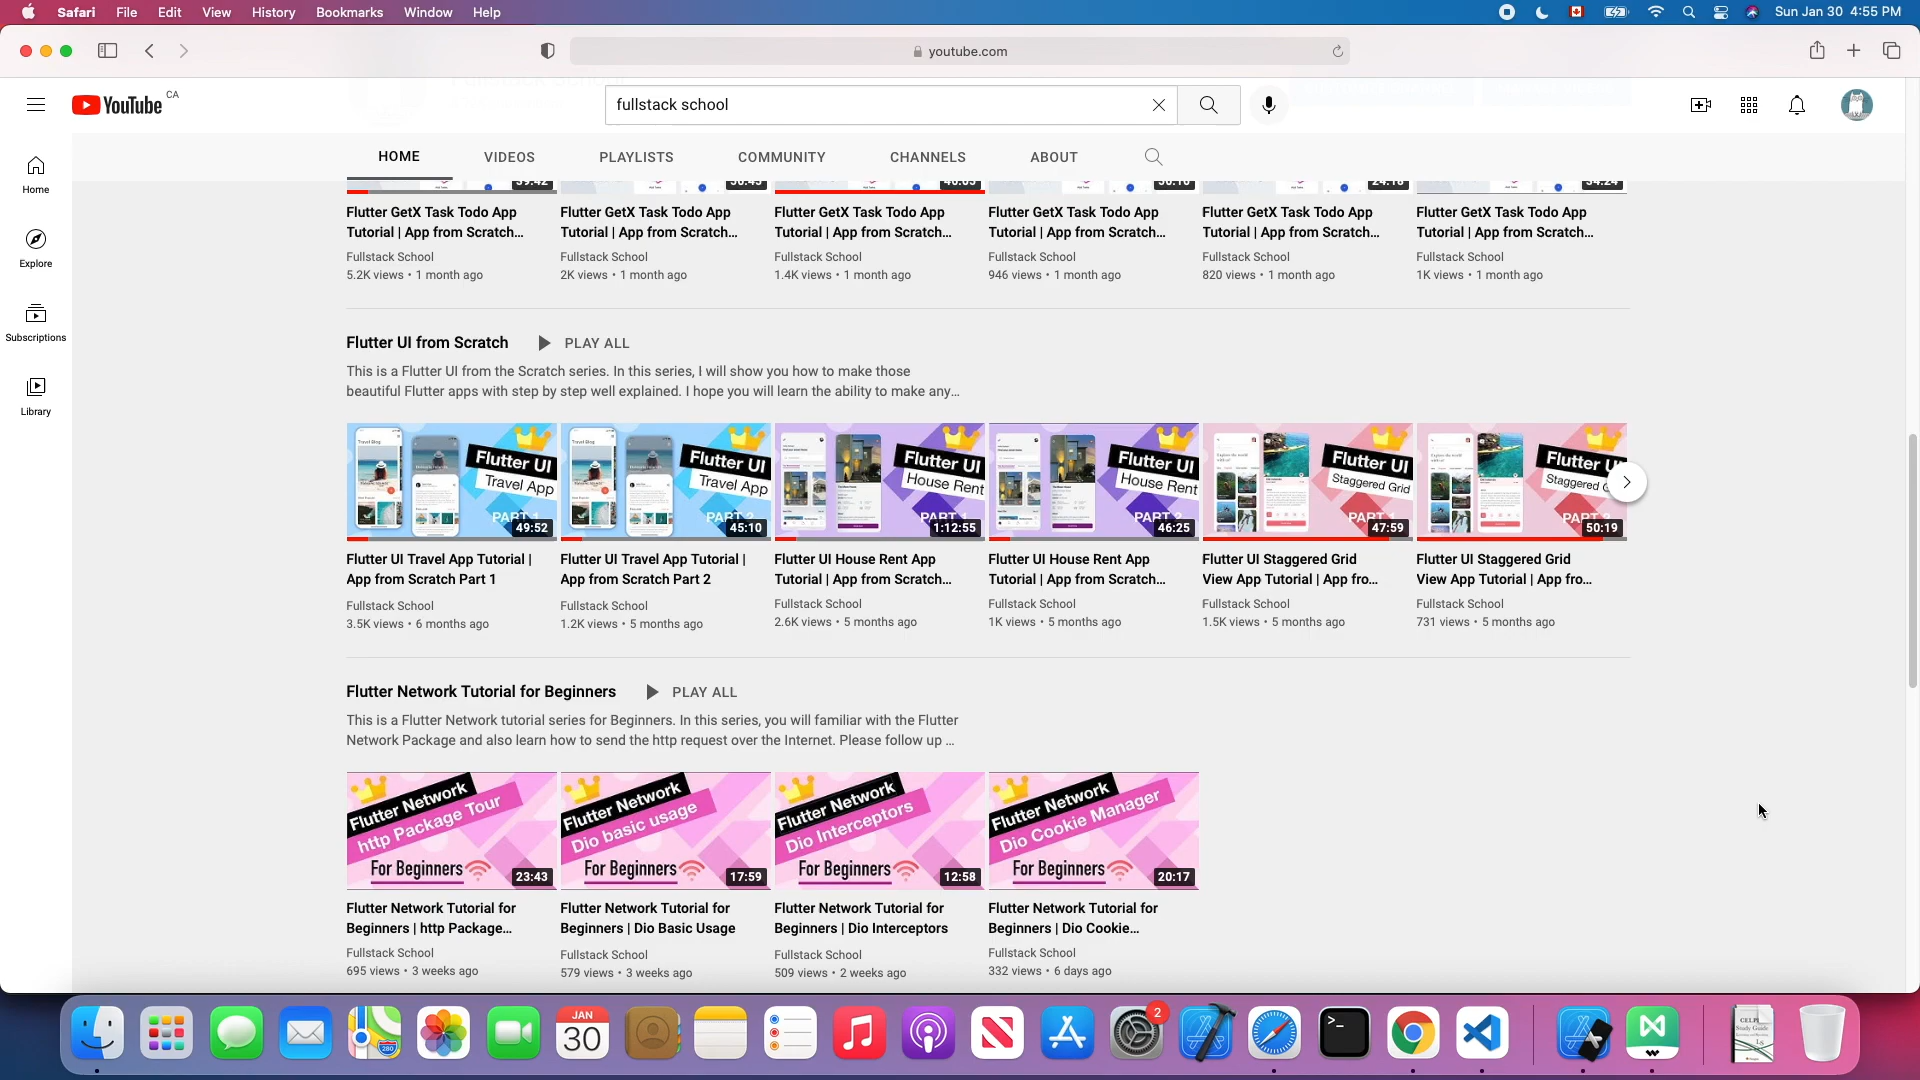 Safari File Edit View History Bookmarks Window Help
Sun Jan 30 4:55 PM
youtube.com
YouTube CA
fullstack school
HOME VIDEOS PLAYLISTS COMMUNITY CHANNELS ABOUT
Home
Explore
Subscriptions
Library
39:42
24:18
34:24
Flutter GetX Task Todo App
Tutorial | App from Scratch...
Fullstack School
5.2K views • 1 month ago
Flutter GetX Task Todo App
Tutorial | App from Scratch...
Fullstack School
2K views • 1 month ago
Flutter GetX Task Todo App
Tutorial | App from Scratch...
Fullstack School
1.4K views • 1 month ago
Flutter GetX Task Todo App
Tutorial | App from Scratch...
Fullstack School
946 views • 1 month ago
Flutter GetX Task Todo App
Tutorial | App from Scratch...
Fullstack School
820 views • 1 month ago
Flutter GetX Task Todo App
Tutorial | App from Scratch...
Fullstack School
1K views • 1 month ago
Flutter UI from Scratch PLAY ALL
This is a Flutter UI from the Scratch series. In this series, I will show you how to make those
beautiful Flutter apps with step by step well explained. I hope you will learn the ability to make any...
Flutter UI
Travel App
PART 1
49:52
Flutter UI Travel App Tutorial |
App from Scratch Part 1
Fullstack School
3.5K views • 6 months ago
Flutter UI
Travel App
PART 2
45:10
Flutter UI Travel App Tutorial |
App from Scratch Part 2
Fullstack School
1.2K views • 5 months ago
Flutter UI
House Rent
PART 1
1:12:55
Flutter UI House Rent App
Tutorial | App from Scratch...
Fullstack School
2.6K views • 5 months ago
Flutter UI
House Rent
PART 2
46:25
Flutter UI House Rent App
Tutorial | App from Scratch...
Fullstack School
1K views • 5 months ago
Flutter UI
Staggered Grid
PART 1
47:59
Flutter UI Staggered Grid
View App Tutorial | App fro...
Fullstack School
1.5K views • 5 months ago
Flutter U
Staggered G
PART 2
50:19
Flutter UI Staggered Grid
View App Tutorial | App fro...
Fullstack School
731 views • 5 months ago
Flutter Network Tutorial for Beginners PLAY ALL
This is a Flutter Network tutorial series for Beginners. In this series, you will familiar with the Flutter
Network Package and also learn how to send the http request over the Internet. Please follow up ...
Flutter Network
http Package Tour
For Beginners
23:43
Flutter Network Tutorial for
Beginners | http Package...
Fullstack School
695 views • 3 weeks ago
Flutter Network
Dio basic usage
For Beginners
17:59
Flutter Network Tutorial for
Beginners | Dio Basic Usage
Fullstack School
579 views • 3 weeks ago
Flutter Network
Dio Interceptors
For Beginners
12:58
Flutter Network Tutorial for
Beginners | Dio Interceptors
Fullstack School
509 views • 2 weeks ago
Flutter Network
Dio Cookie Manager
For Beginners
20:17
Flutter Network Tutorial for
Beginners | Dio Cookie...
Fullstack School
332 views • 6 days ago
280
JAN
30
2